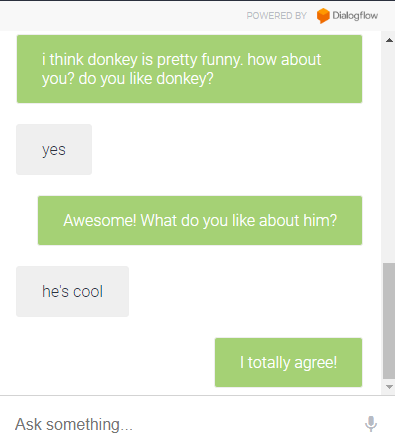 POWERED BY Dialogflow
i think donkey is pretty funny. how about
you? do you like donkey?
yes
Awesome! What do you like about him?
he's cool
I totally agree!
Ask something...